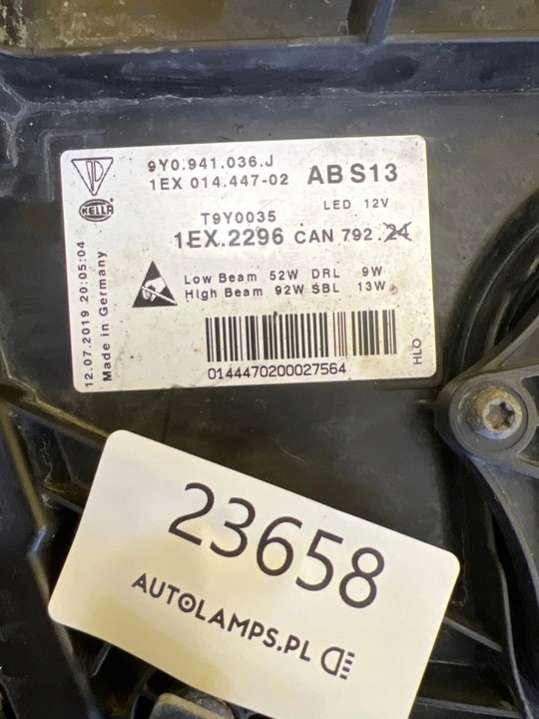 9Y0.941.036.J
1EX 014.447-02
AB S13
LED 12V
T9Y0035
1EX.2296 CAN 792.24
Low Beam 52W DRL 9W
High Beam 92W SBL 13W
0144470200027564
HLO
HELLA
12.07.2019 20:05:04
Made in Germany
23658
AUTOLAMPS.PL